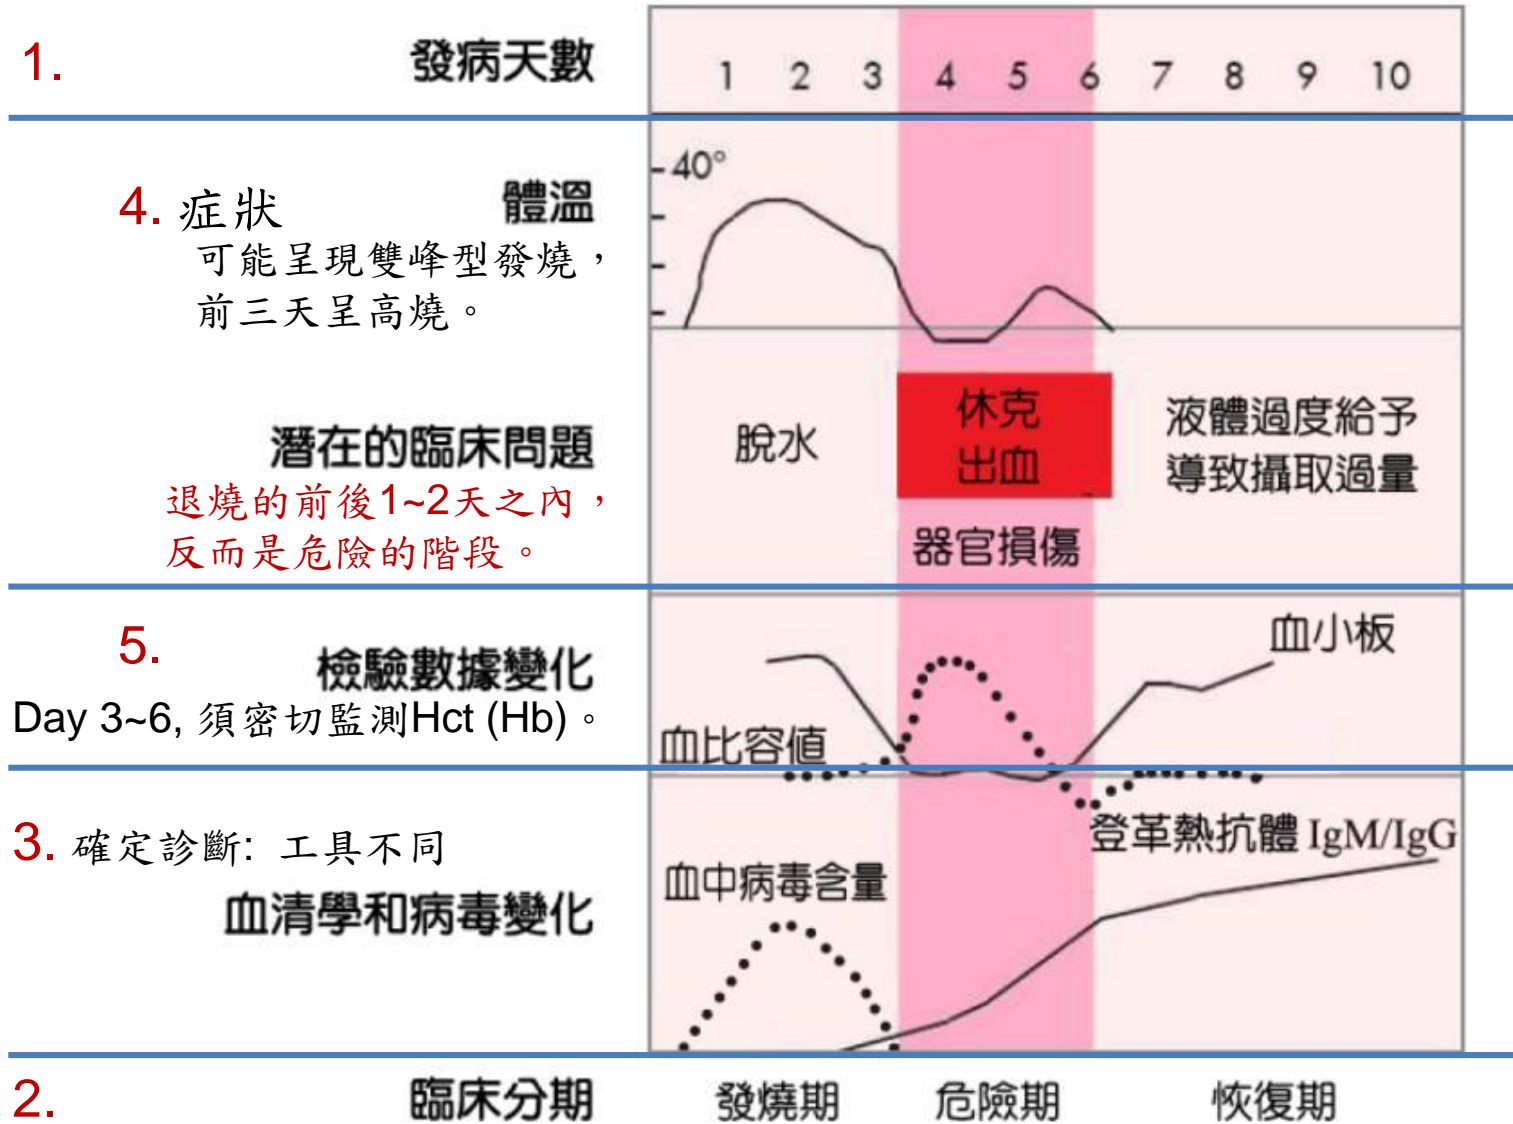 1. 發病天數 1 2 3 4 5 6 7 8 9 10
40°
4. 症狀 體溫
可能呈現雙峰型發燒，
前三天呈高燒。
潛在的臨床問題
退燒的前後1~2天之內，
反而是危險的階段。
脫水
休克
出血
器官損傷
液體過度給予
導致攝取過量
5. 檢驗數據變化
Day 3~6, 須密切監測Hct (Hb)。
血小板
血比容值
3. 確定診斷: 工具不同
血清學和病毒變化
血中病毒含量
登革熱抗體 IgM/IgG
2. 臨床分期 發燒期 危險期 恢復期